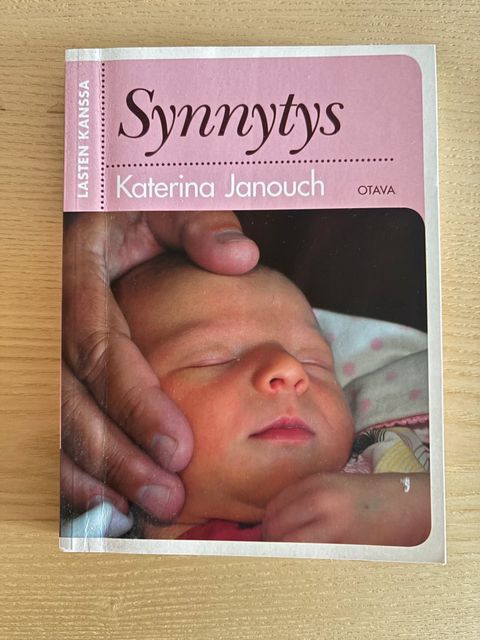 LASTEN KANSSA
Synnytys
Katerina Janouch
OTAVA